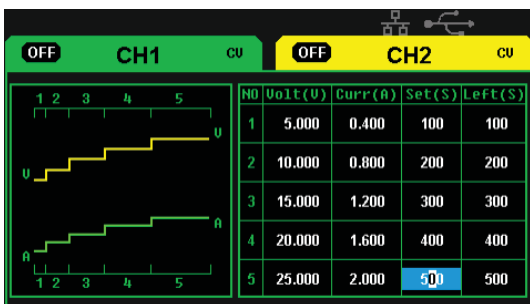 OFF CH1 CV OFF CH2 CV
1 2 3 4 5
V
V
A
A
1 2 3 4 5
NO Volt(V) Curr(A) Set(S) Left(S)
1 5.000 0.400 100 100
2 10.000 0.800 200 200
3 15.000 1.200 300 300
4 20.000 1.600 400 400
5 25.000 2.000 500 500